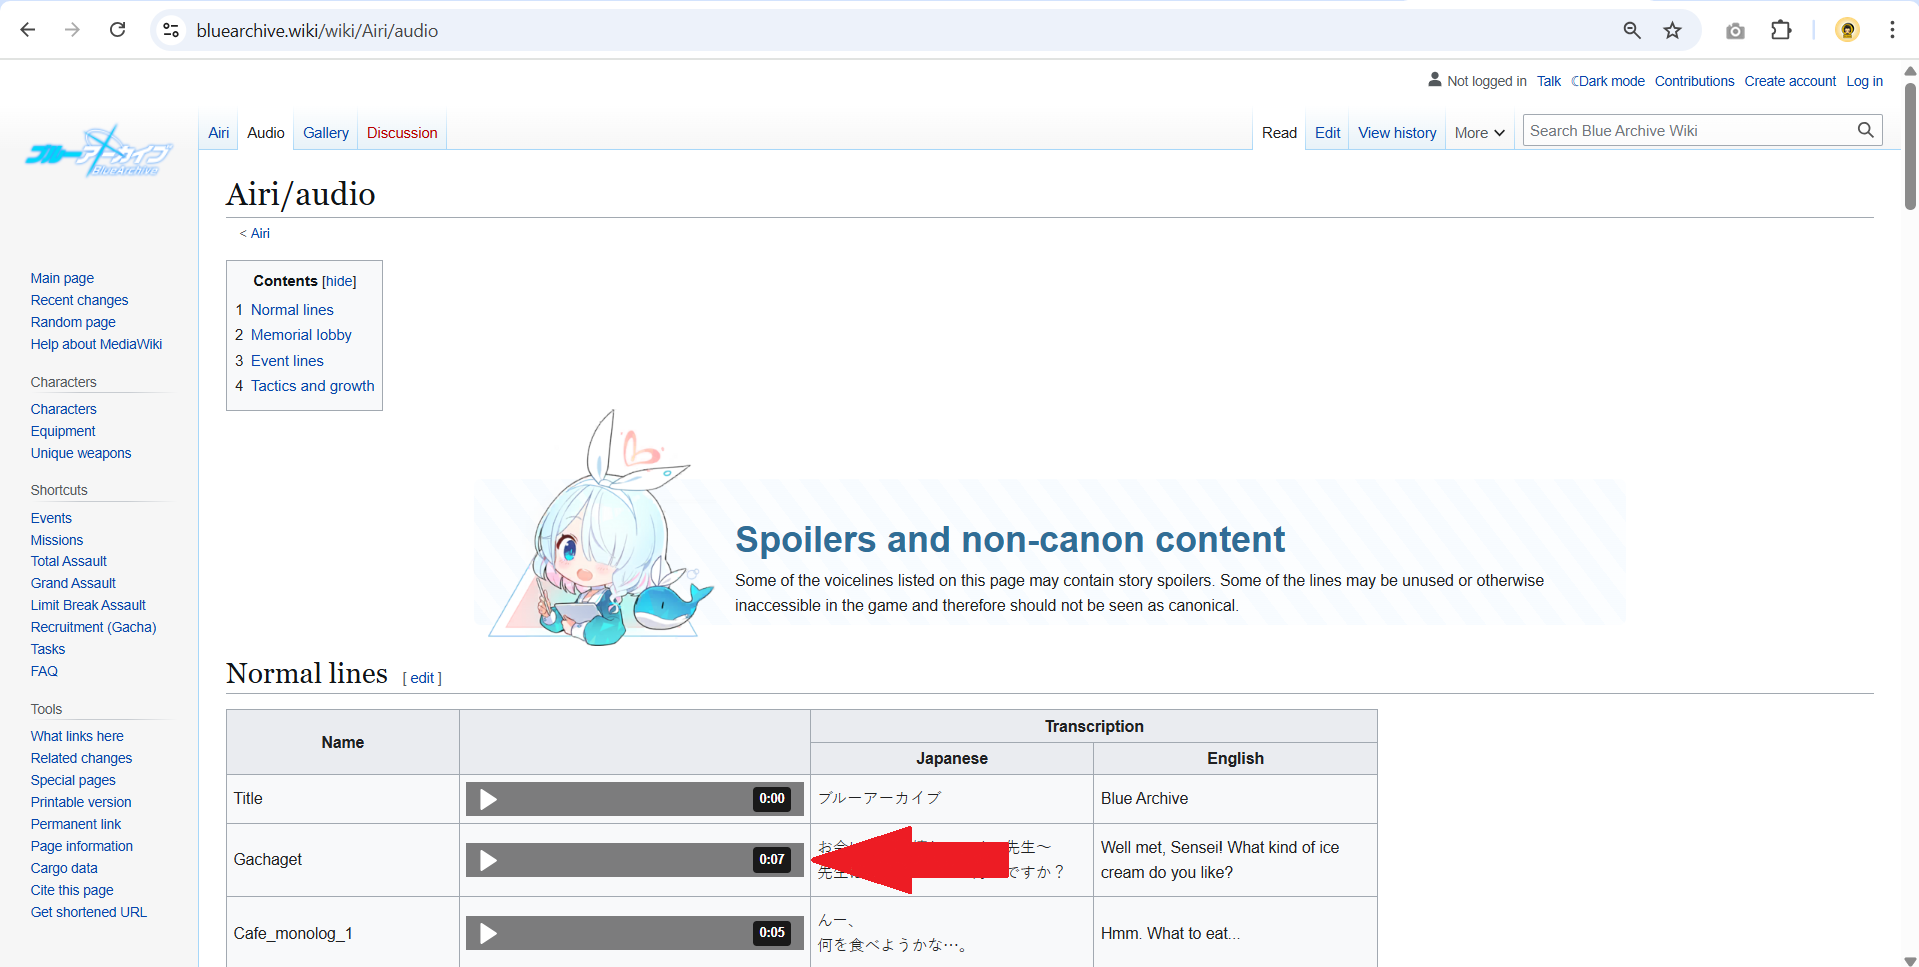 bluearchive.wiki/wiki/Airi/audio
Not logged in Talk Dark mode Contributions Create account Log in
ブルーアーカイブ
BlueArchive
Airi Audio Gallery Discussion Read Edit View history More Search Blue Archive Wiki
Airi/audio
< Airi
Contents [hide]
1 Normal lines
2 Memorial lobby
3 Event lines
4 Tactics and growth
Main page
Recent changes
Random page
Help about MediaWiki
Characters
Characters
Equipment
Unique weapons
Shortcuts
Events
Missions
Total Assault
Grand Assault
Limit Break Assault
Recruitment (Gacha)
Tasks
FAQ
Tools
What links here
Related changes
Special pages
Printable version
Permanent link
Page information
Cargo data
Cite this page
Get shortened URL
Spoilers and non-canon content
Some of the voicelines listed on this page may contain story spoilers. Some of the lines may be unused or otherwise
inaccessible in the game and therefore should not be seen as canonical.
Normal lines [ edit ]
Name
Transcription
Japanese English
Title 0:00 ブルーアーカイブ Blue Archive
Gachaget 0:07
先生～
ですか？
Well met, Sensei! What kind of ice
cream do you like?
Cafe_monolog_1 0:05
んー、
何を食べようかな…。
Hmm. What to eat...